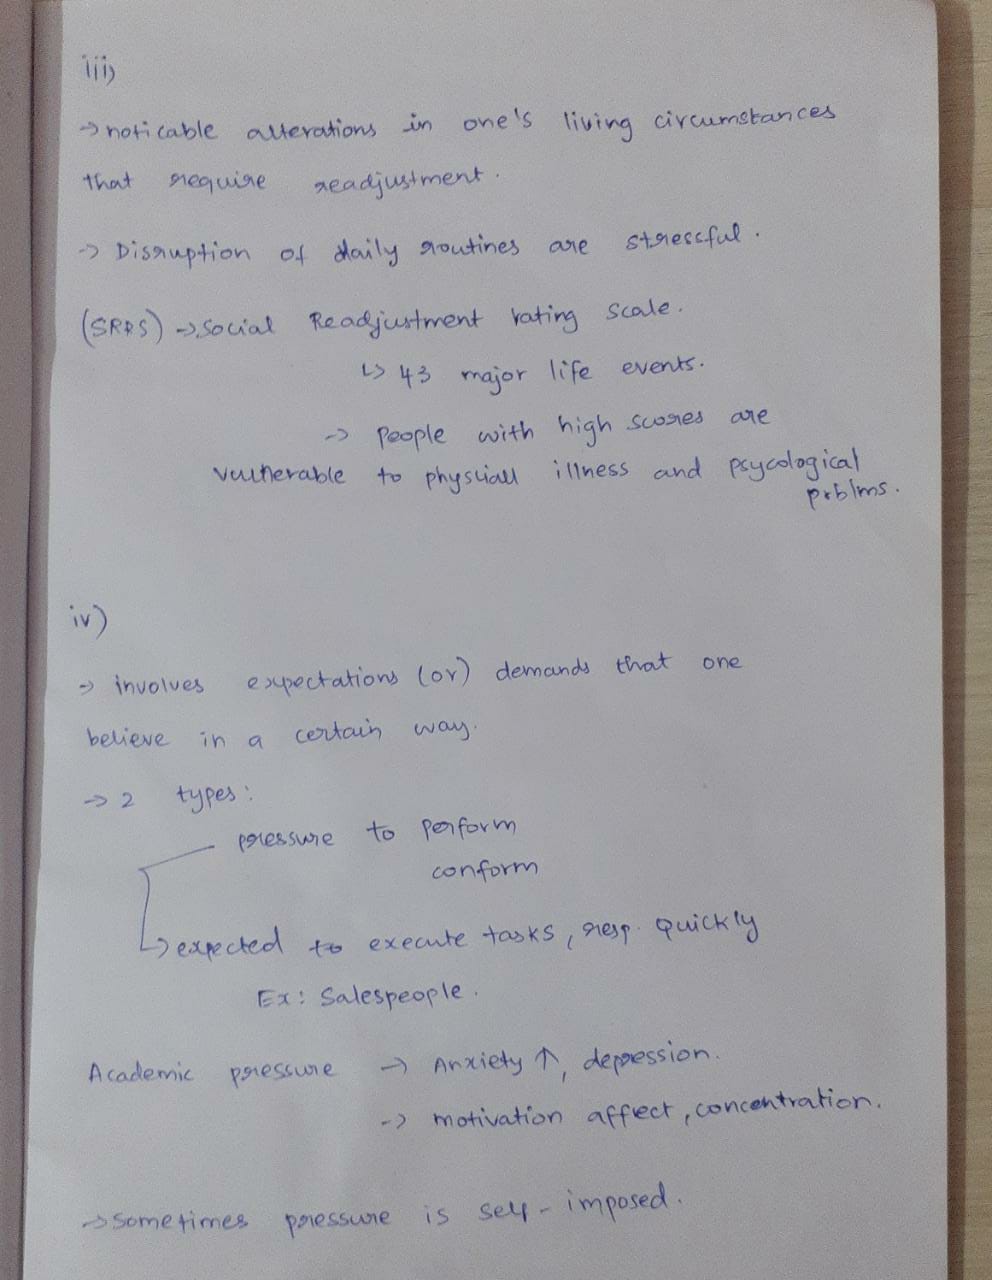 iii)
→ noticable alterations in one's living circumstances
that require readjustment.
→ Disruption of daily routines are stressful.
(SRRS) → Social Readjustment rating scale.
↳ 43 major life events.
→ people with high scores are
vulnerable to physciall illness and psycological
prblms.
iv)
→ involves expectations (or) demands that one
believe in a certain way.
→ 2 types:
pressure to perform
conform
↳ expected to execute tasks, resp. quickly
Ex: Salespeople.
Academic pressure → Anxiety ↑, depression.
→ motivation affect, concentration.
→ sometimes pressure is self-imposed.